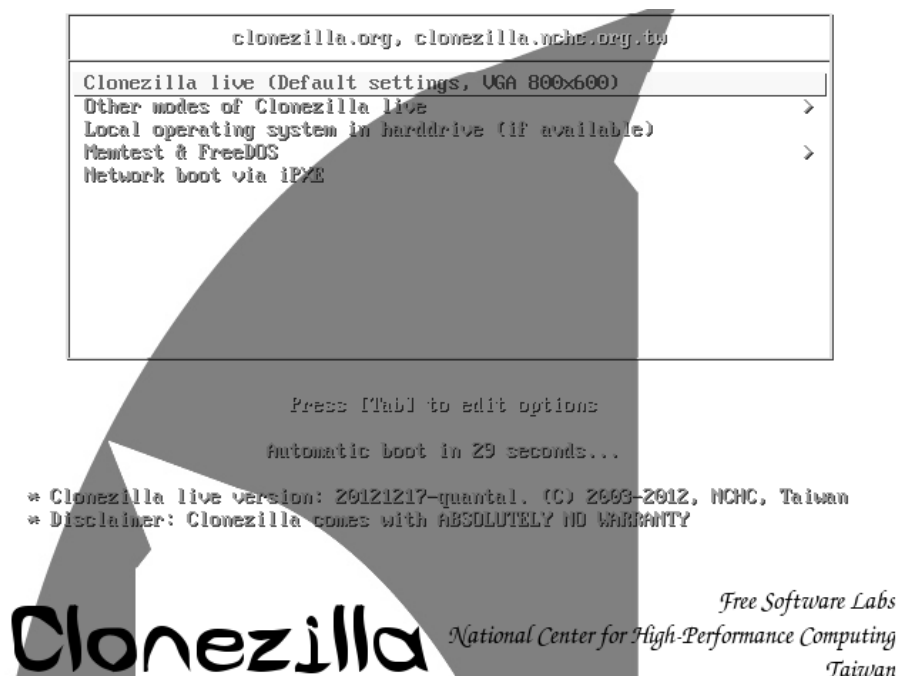 clonezilla.org, clonezilla.nchc.org.tw
Clonezilla live (Default settings, VGA 800x600)
Other modes of Clonezilla live >
Local operating system in harddrive (if available)
Memtest & FreeDOS >
Network boot via iPXE
Press [Tab] to edit options
Automatic boot in 29 seconds...
* Clonezilla live version: 20121217-quantal. (C) 2003-2012, NCHC, Taiwan
* Disclaimer: Clonezilla comes with ABSOLUTELY NO WARRANTY
Free Software Labs
Clonezilla National Center for High-Performance Computing
Taiwan